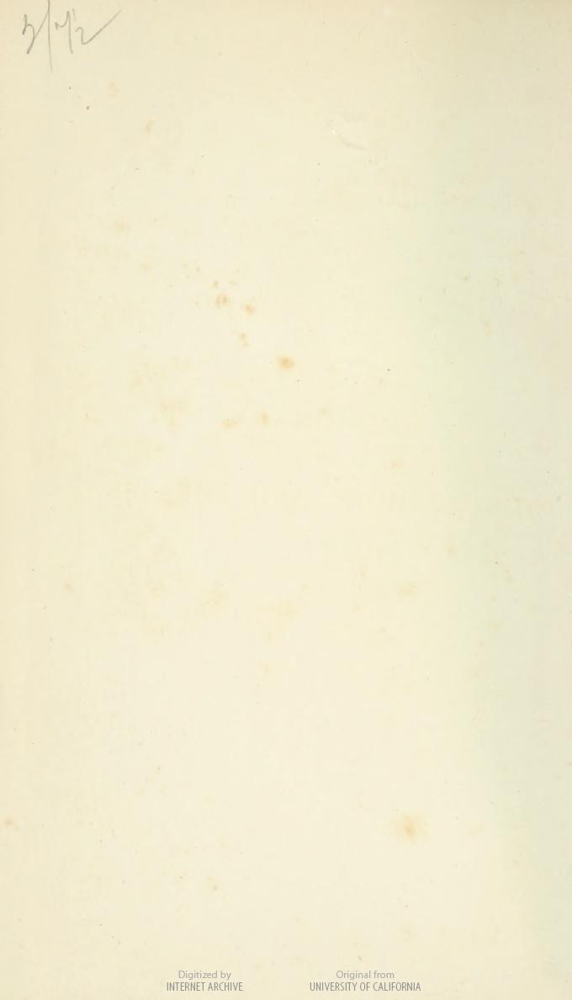 Digitized by
INTERNET ARCHIVE
Original from
UNIVERSITY OF CALIFORNIA